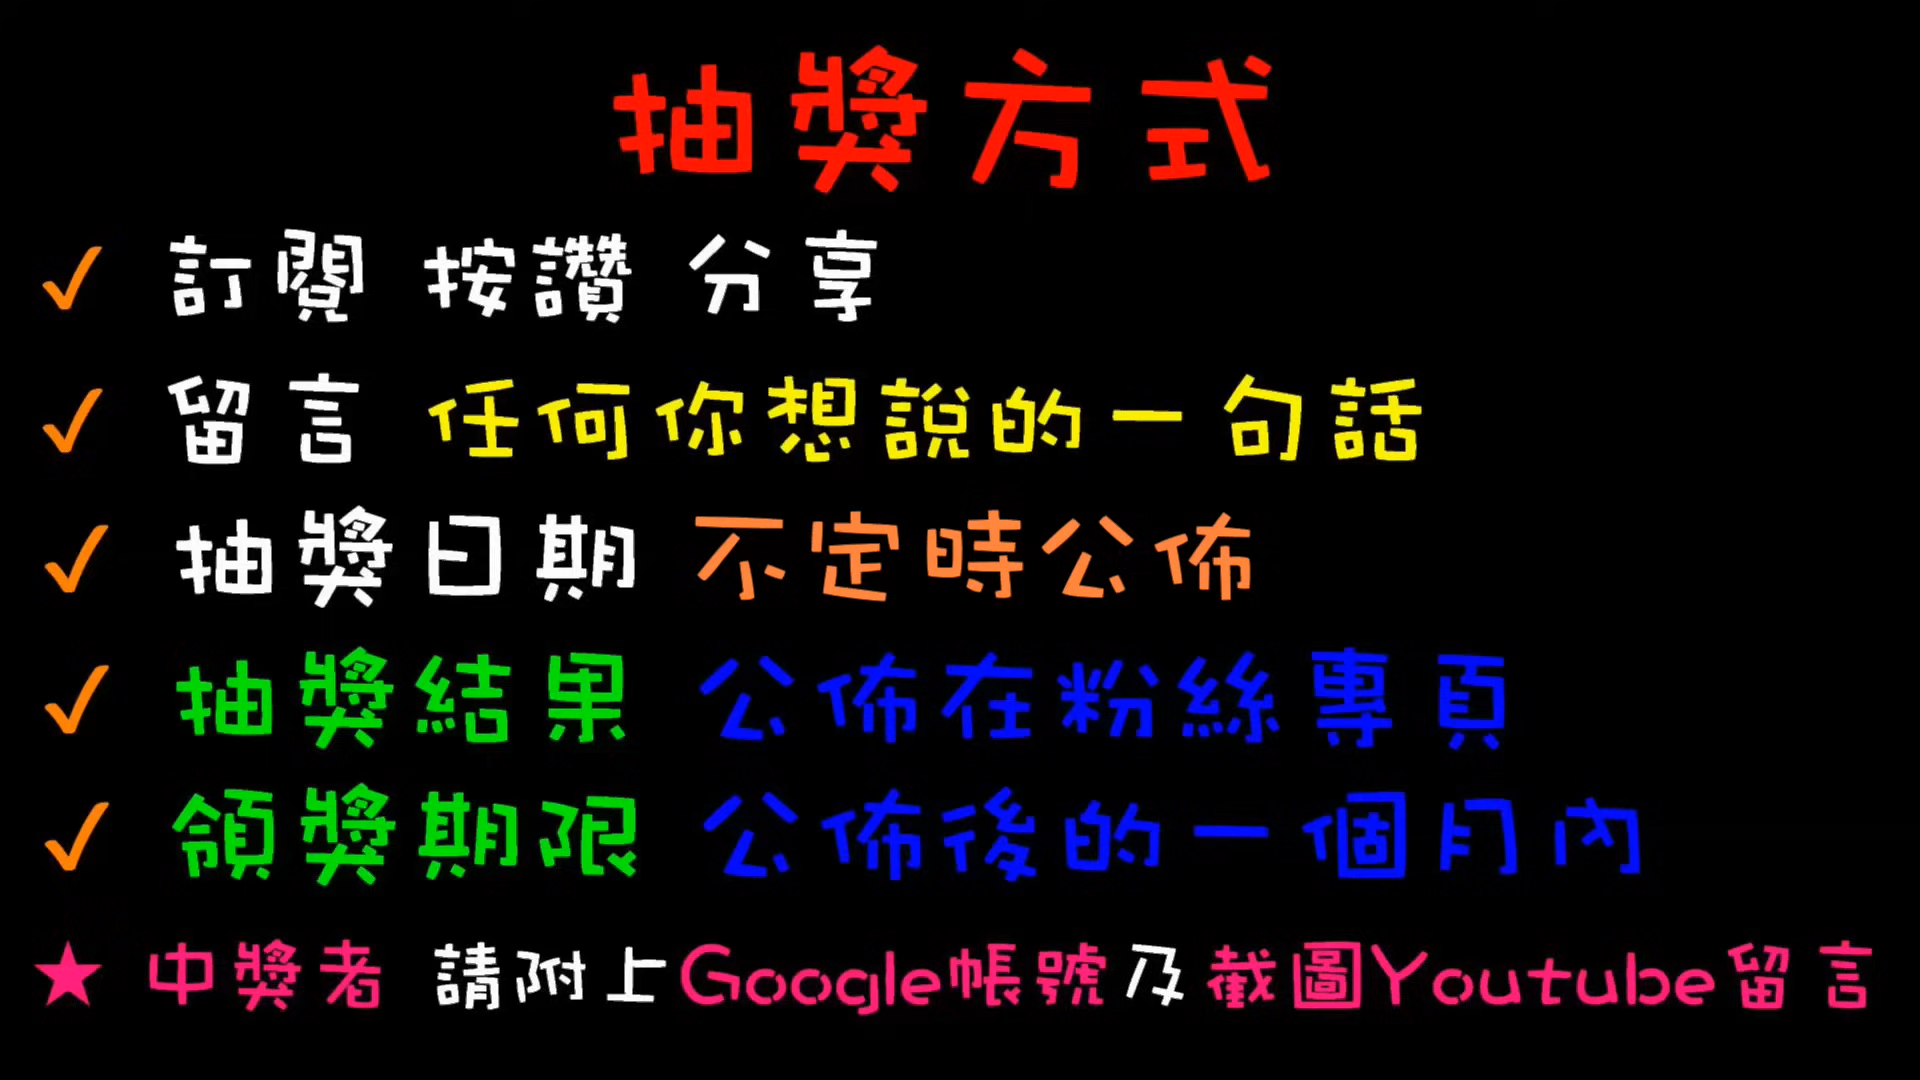 抽獎方式
✓ 訂閱 按讚 分享
✓ 留言 任何你想說的一句話
✓ 抽獎日期 不定時公佈
✓ 抽獎結果 公佈在粉絲專頁
✓ 領獎期限 公佈後的一個月內
★ 中獎者 請附上Google帳號及截圖Youtube留言